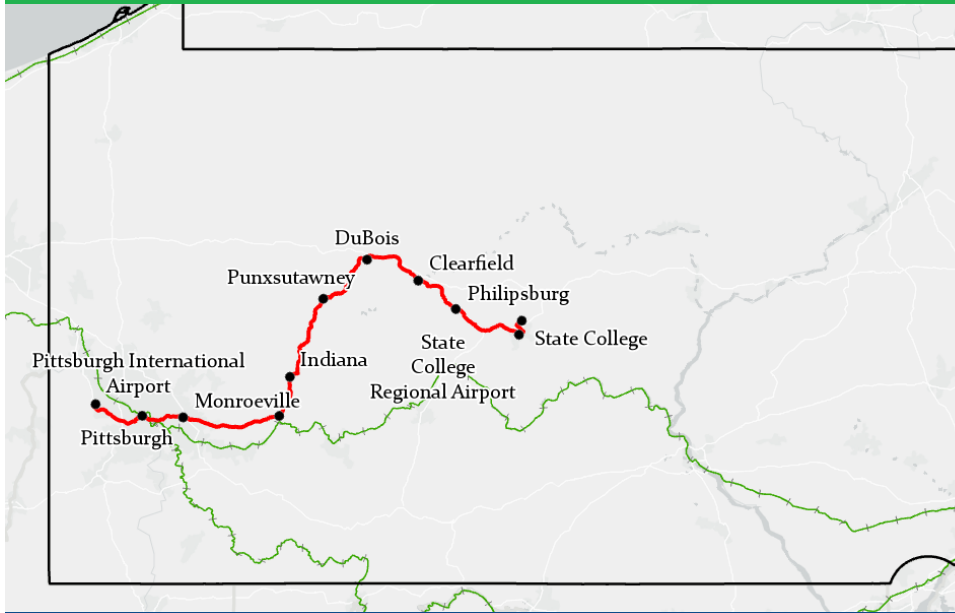 DuBois
Clearfield
Punxsutawney
Philipsburg
State College
State
College
Regional Airport
Indiana
Pittsburgh International
Airport
Monroeville
Pittsburgh